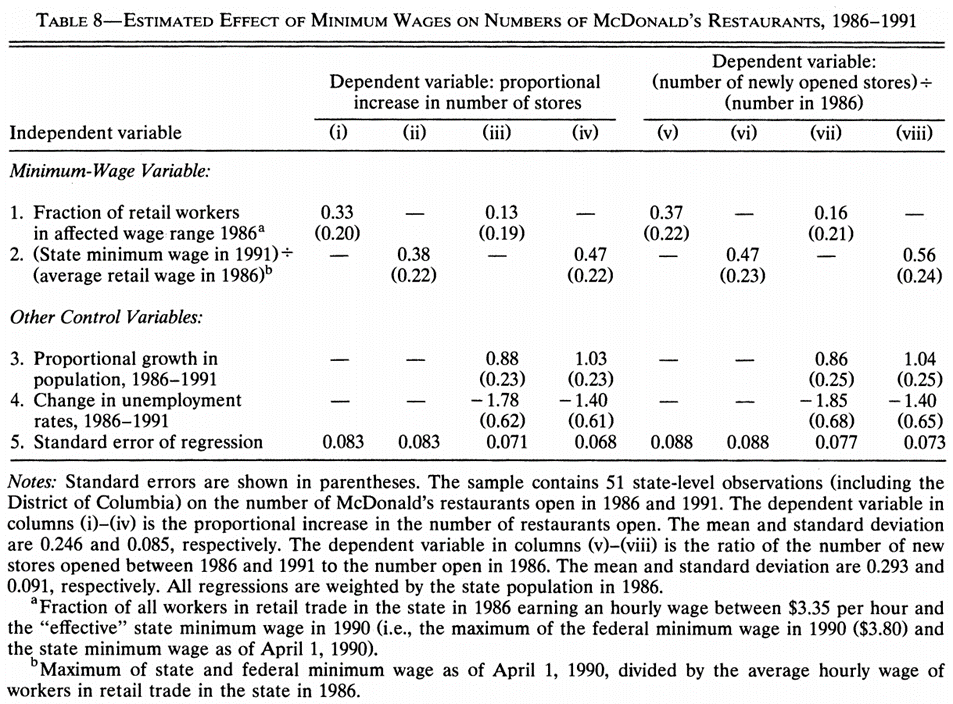 TABLE 8—ESTIMATED EFFECT OF MINIMUM WAGES ON NUMBERS OF MCDONALD'S RESTAURANTS, 1986–1991
Dependent variable: proportional increase in number of stores
Dependent variable: (number of newly opened stores)÷ (number in 1986)
Independent variable (i) (ii) (iii) (iv) (v) (vi) (vii) (viii)
Minimum-Wage Variable:
1. Fraction of retail workers 0.33 — 0.13 — 0.37 — 0.16 —
in affected wage range 1986a (0.20) (0.19) (0.22) (0.21)
2. (State minimum wage in 1991)÷ — 0.38 — 0.47 — 0.47 — 0.56
(average retail wage in 1986)b (0.22) (0.22) (0.23) (0.24)
Other Control Variables:
3. Proportional growth in — — 0.88 1.03 — — 0.86 1.04
population, 1986–1991 (0.23) (0.23) (0.25) (0.25)
4. Change in unemployment — — −1.78 −1.40 — — −1.85 −1.40
rates, 1986–1991 (0.62) (0.61) (0.68) (0.65)
5. Standard error of regression 0.083 0.083 0.071 0.068 0.088 0.088 0.077 0.073
Notes: Standard errors are shown in parentheses. The sample contains 51 state-level observations (including the
District of Columbia) on the number of McDonald's restaurants open in 1986 and 1991. The dependent variable in
columns (i)–(iv) is the proportional increase in the number of restaurants open. The mean and standard deviation
are 0.246 and 0.085, respectively. The dependent variable in columns (v)–(viii) is the ratio of the number of new
stores opened between 1986 and 1991 to the number open in 1986. The mean and standard deviation are 0.293 and
0.091, respectively. All regressions are weighted by the state population in 1986.
aFraction of all workers in retail trade in the state in 1986 earning an hourly wage between $3.35 per hour and
the "effective" state minimum wage in 1990 (i.e., the maximum of the federal minimum wage in 1990 ($3.80) and
the state minimum wage as of April 1, 1990).
bMaximum of state and federal minimum wage as of April 1, 1990, divided by the average hourly wage of
workers in retail trade in the state in 1986.